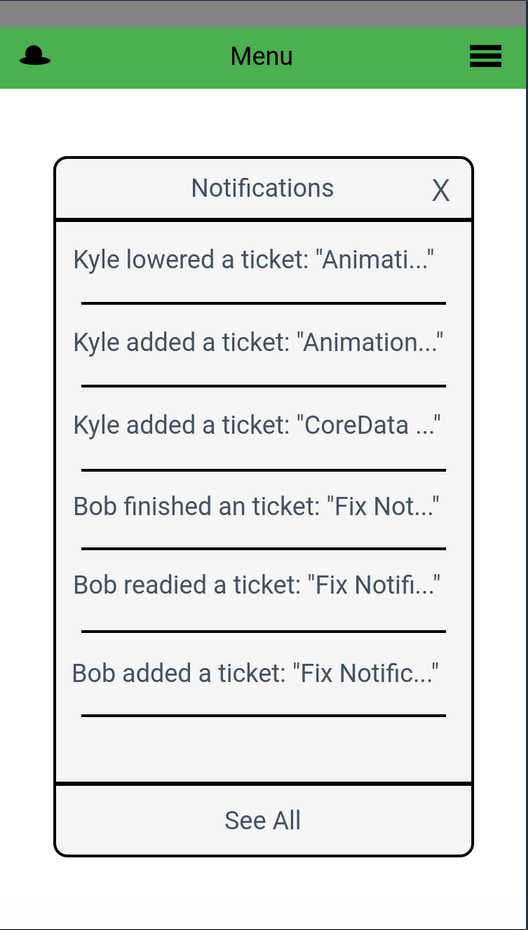 Menu
Notifications X
Kyle lowered a ticket: "Animati..."
Kyle added a ticket: "Animation..."
Kyle added a ticket: "CoreData ..."
Bob finished an ticket: "Fix Not..."
Bob readied a ticket: "Fix Notifi..."
Bob added a ticket: "Fix Notific..."
See All